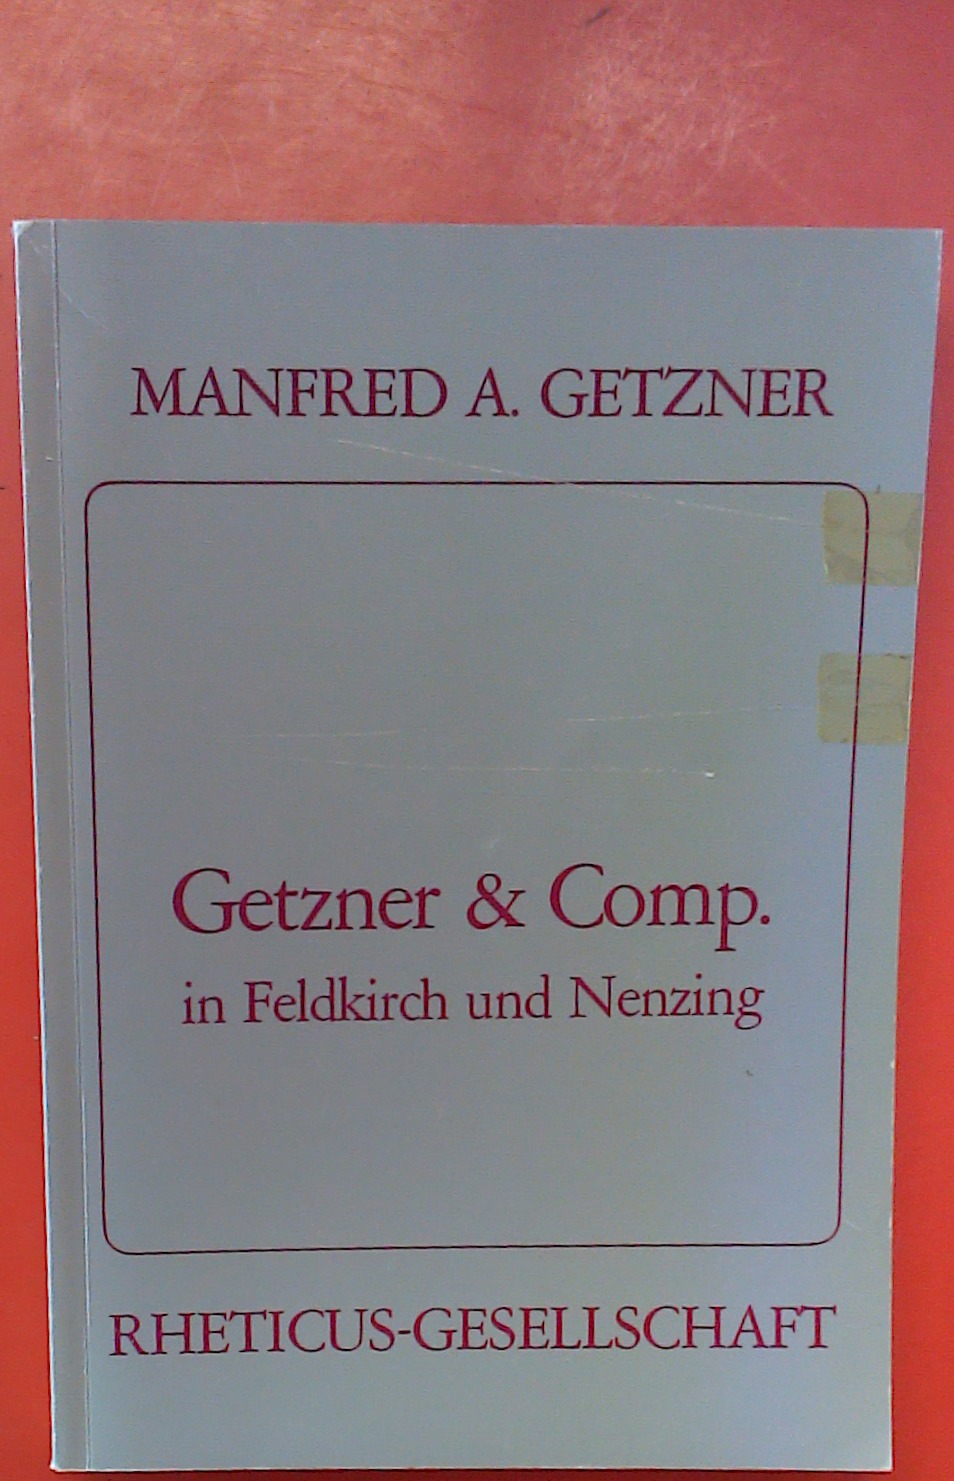 MANFRED A. GETZNER
Getzner & Comp.
in Feldkirch und Nenzing
RHETICUS-GESELLSCHAFT